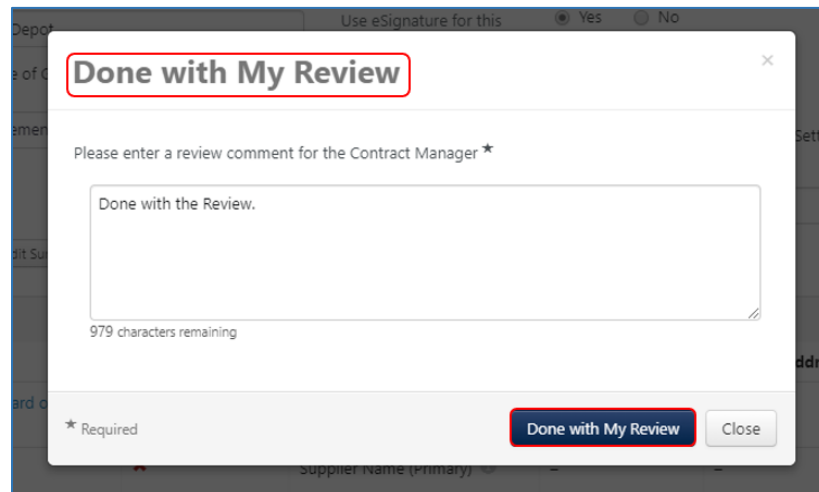 Depot
Use eSignature for this
Yes
No
Done with My Review
×
Please enter a review comment for the Contract Manager ★
Done with the Review.
979 characters remaining
★ Required
Done with My Review
Close
Supplier Name (Primary)